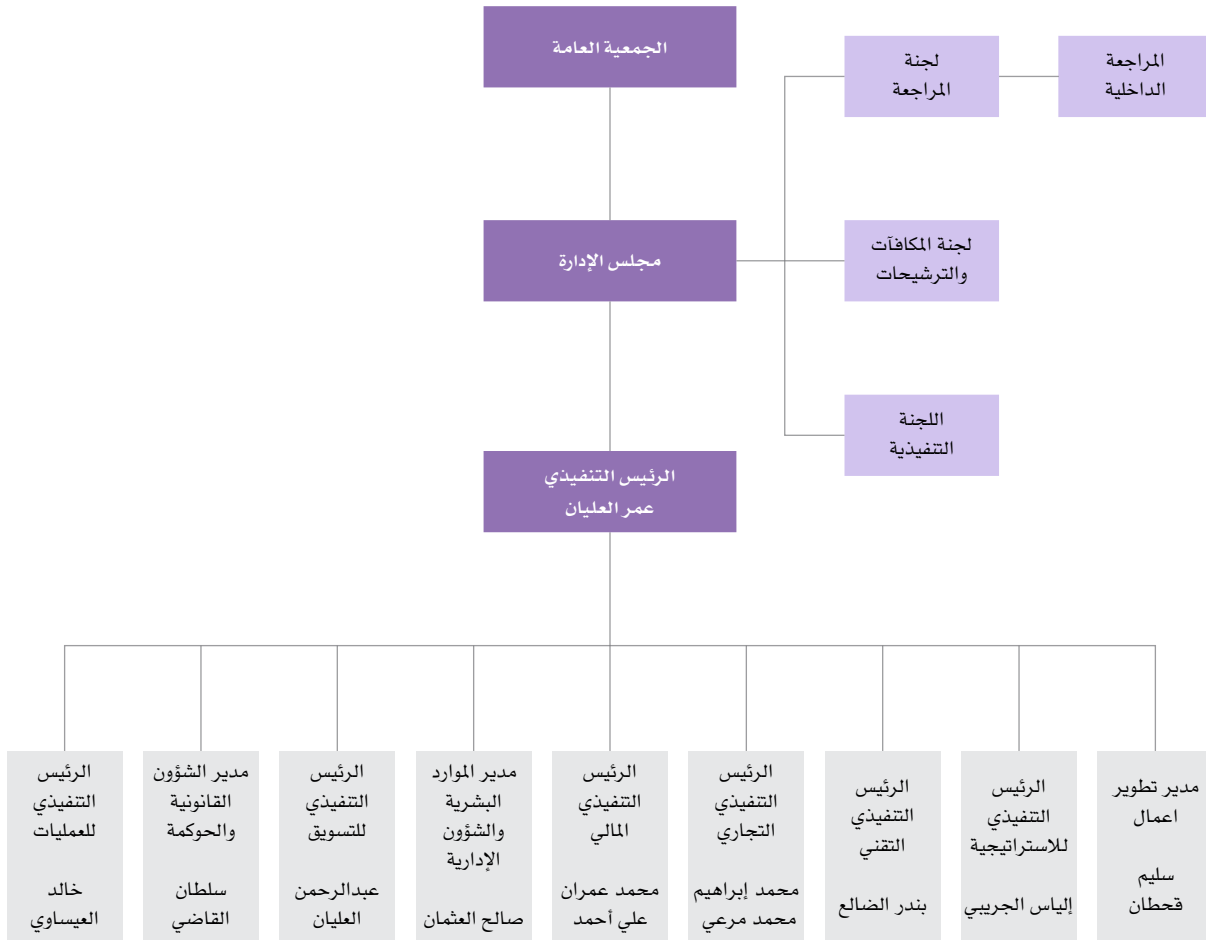 الجمعية العامة
لجنة
المراجعة
المراجعة
الداخلية
مجلس الإدارة
لجنة المكافآت
والترشيحات
اللجنة
التنفيذية
الرئيس التنفيذي
عمر العليان
مدير تطوير
اعمال
سليم
قحطان
الرئيس
التنفيذي
للاستراتيجية
إلياس الجريبي
الرئيس
التنفيذي
التقني
بندر الضالع
الرئيس
التنفيذي
التجاري
محمد إبراهيم
محمد مرعي
الرئيس
التنفيذي
المالي
محمد عمران
علي أحمد
مدير الموارد
البشرية
والشؤون
الإدارية
صالح العثمان
الرئيس
التنفيذي
للتسويق
عبدالرحمن
العليان
مدير الشؤون
القانونية
والحوكمة
سلطان
القاضي
الرئيس
التنفيذي
للعمليات
خالد
العيساوي